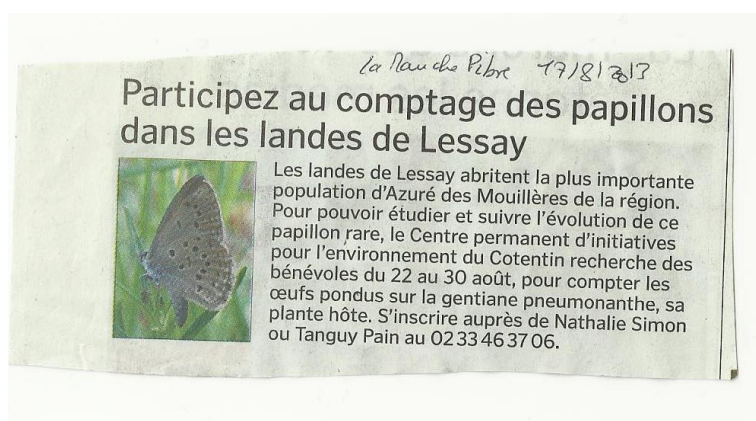 La Manche Libre 17/8/2013
Participez au comptage des papillons
dans les landes de Lessay
Les landes de Lessay abritent la plus importante
population d'Azuré des Mouillères de la région.
Pour pouvoir étudier et suivre l'évolution de ce
papillon rare, le Centre permanent d'initiatives
pour l'environnement du Cotentin recherche des
bénévoles du 22 au 30 août, pour compter les
œufs pondus sur la gentiane pneumonanthe, sa
plante hôte. S'inscrire auprès de Nathalie Simon
ou Tanguy Pain au 02 33 46 37 06.